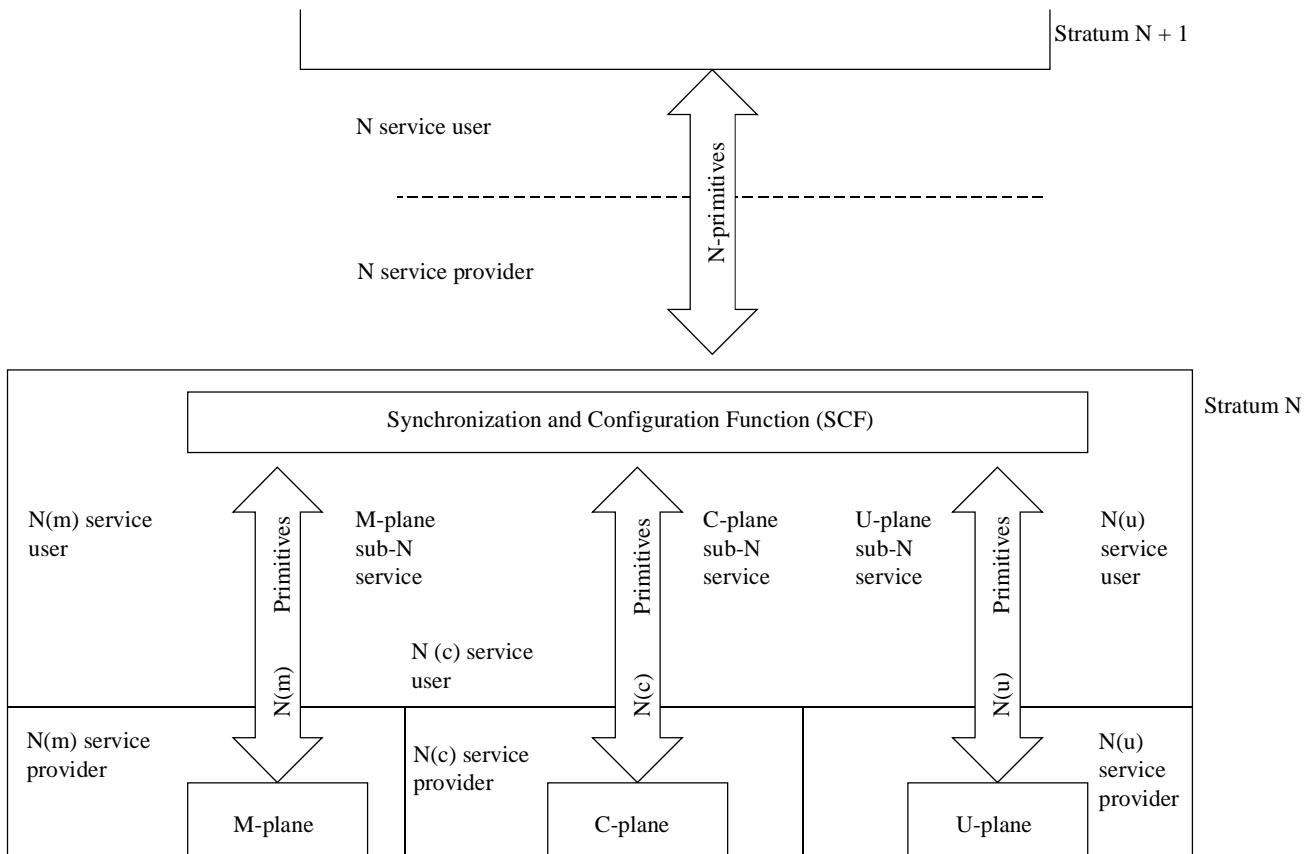 Stratum N + 1
N service user
N-primitives
N service provider
Synchronization and Configuration Function (SCF)
Stratum N
N(m) service
user
Primitives
N(m)
M-plane
sub-N
service
N (c) service
user
Primitives
N(c)
C-plane
sub-N
service
U-plane
sub-N
service
Primitives
N(u)
N(u)
service
user
N(m) service
provider
N(c) service
provider
N(u)
service
provider
M-plane
C-plane
U-plane